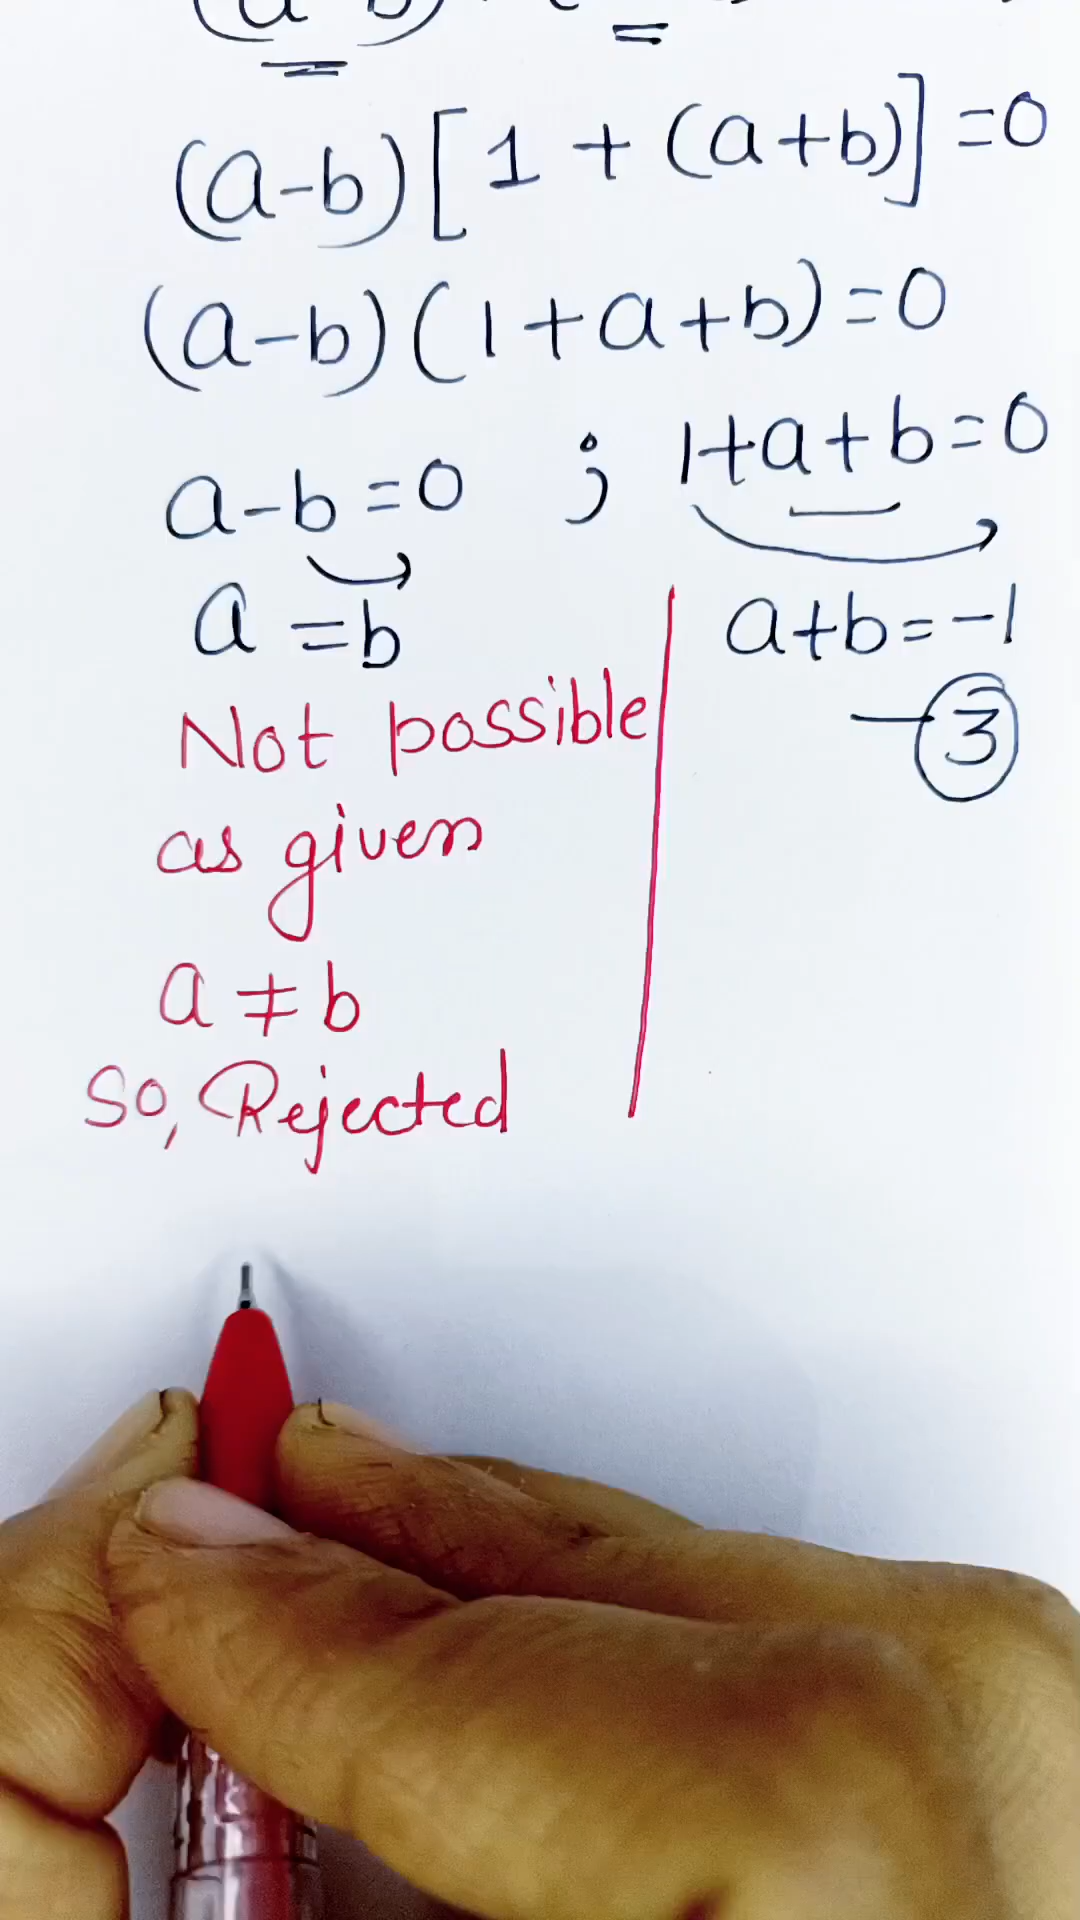 (a-b)[1+(a+b)]=0
(a-b)(1+a+b)=0
a-b=0 ; 1+a+b=0
a=b
a+b=-1
—③
Not possible
as given
a≠b
So, Rejected